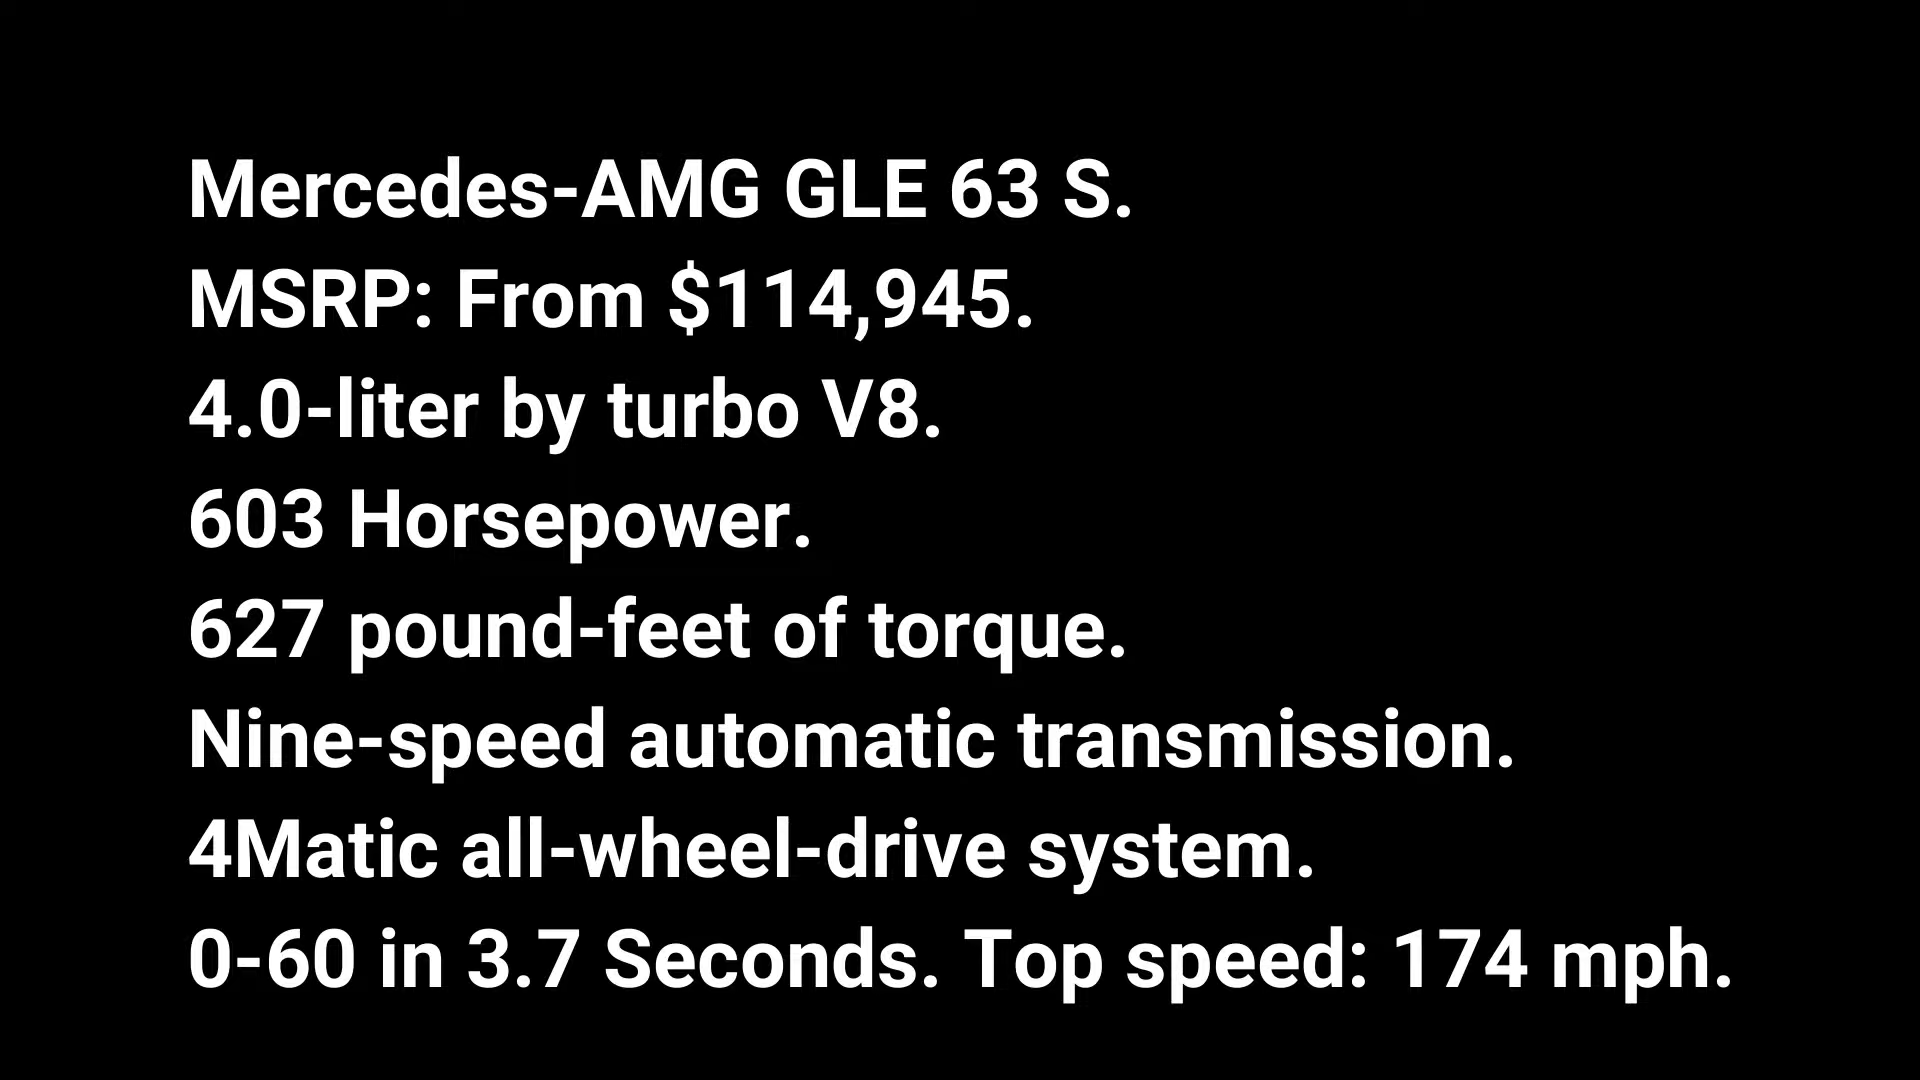 Mercedes-AMG GLE 63 S.
MSRP: From $114,945.
4.0-liter by turbo V8.
603 Horsepower.
627 pound-feet of torque.
Nine-speed automatic transmission.
4Matic all-wheel-drive system.
0-60 in 3.7 Seconds. Top speed: 174 mph.